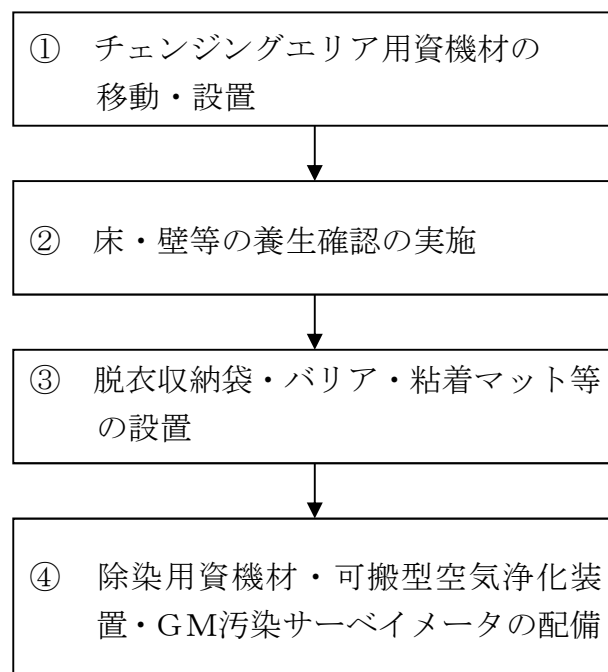 ① チェンジングエリア用資機材の
移動・設置
② 床・壁等の養生確認の実施
③ 脱衣収納袋・バリア・粘着マット等
の設置
④ 除染用資機材・可搬型空気浄化装
置・GM汚染サーベイメータの配備